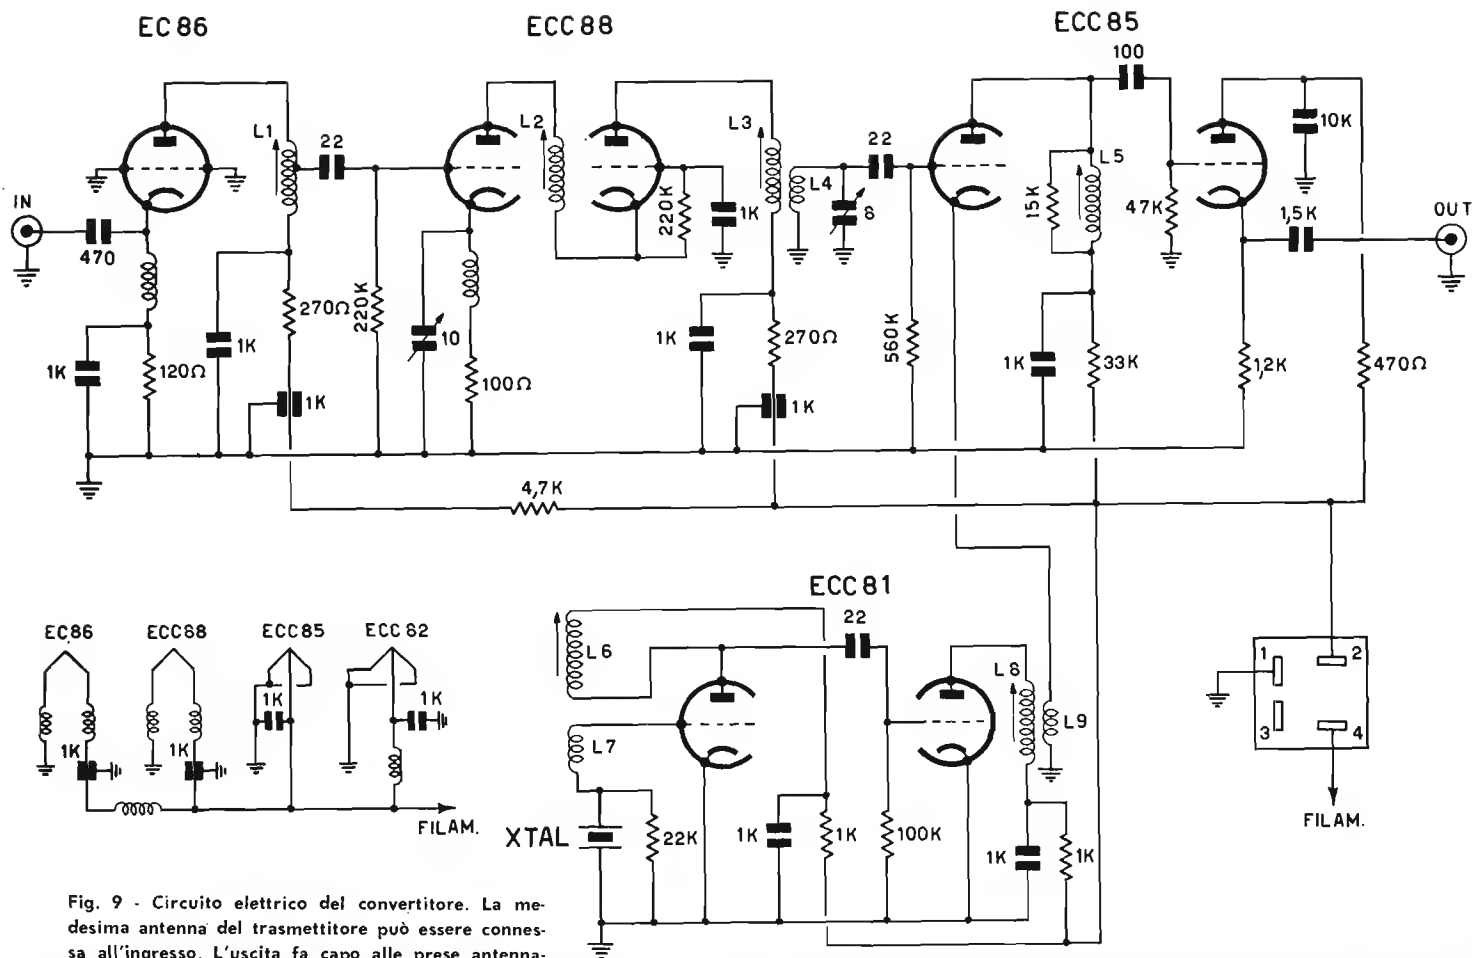 EC86
ECC88
ECC85
100
L1
22
L2
L3
22
L4
L5
10K
IN
470
220K
1K
8
15K
47K
1,5K
OUT
1K
120Ω
1K
270Ω
220K
10
100Ω
1K
270Ω
560K
1K
33K
1,2K
470Ω
1K
1K
4,7K
ECC81
22
EC86
ECC88
ECC85
ECC82
L6
L8
L9
L7
1K
1K
1K
1K
1
2
3
4
FILAM.
FILAM.
XTAL
22K
1K
1K
100K
1K
1K
Fig. 9 - Circuito elettrico del convertitore. La me-
desima antenna del trasmettitore può essere connes-
sa all'ingresso. L'uscita fa capo alle prese antenna-